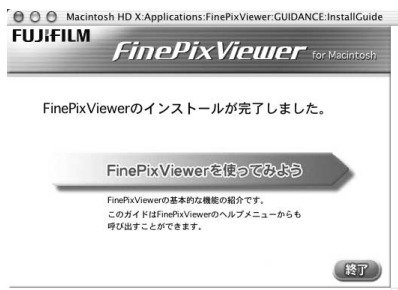 Macintosh HD X:Applications:FinePixViewer:GUIDANCE:InstallGuide
FUJIFILM
FinePixViewer for Macintosh
FinePixViewerのインストールが完了しました。
FinePixViewerを使ってみよう
FinePixViewerの基本的な機能の紹介です。
このガイドはFinePixViewerのヘルプメニューからも
呼び出すことができます。
終了